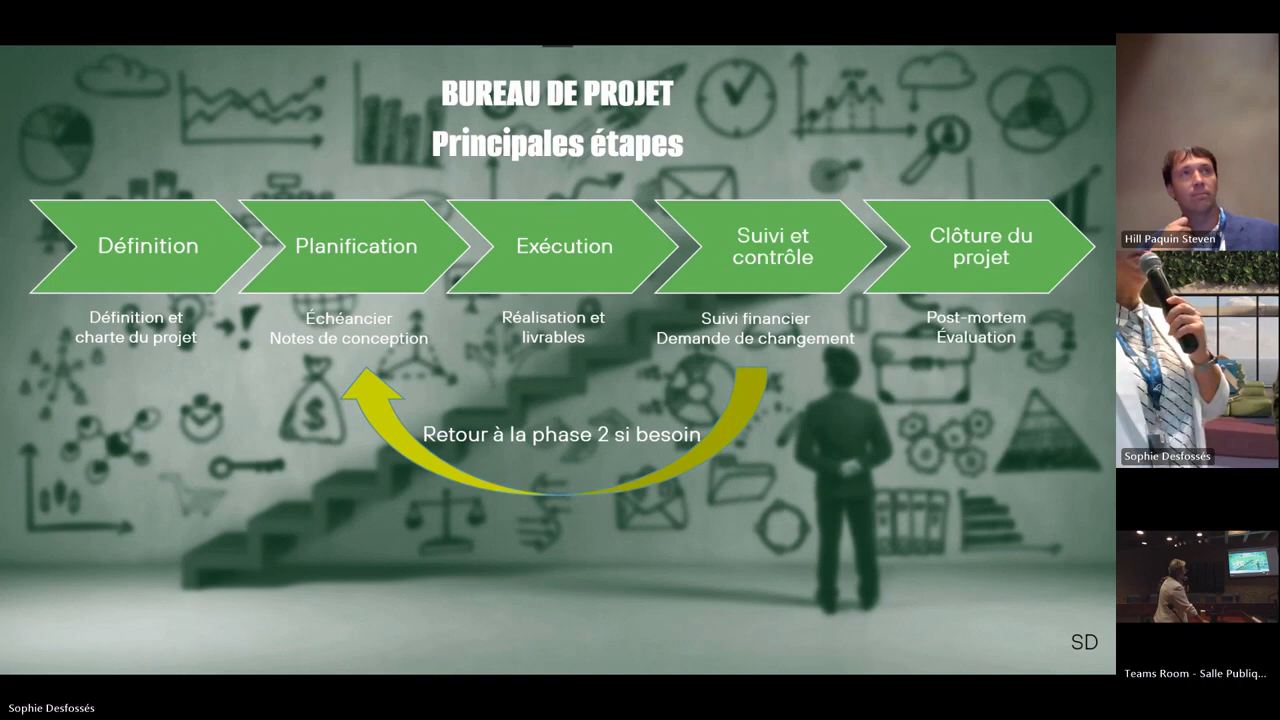 BUREAU DE PROJET
Principales étapes
Définition
Planification
Exécution
Suivi et
contrôle
Clôture du
projet
Définition et
charte du projet
Échéancier
Notes de conception
Réalisation et
livrables
Suivi financier
Demande de changement
Post-mortem
Évaluation
Retour à la phase 2 si besoin
SD
Hill Paquin Steven
Sophie Desfossés
Teams Room - Salle Publiq...
Sophie Desfossés